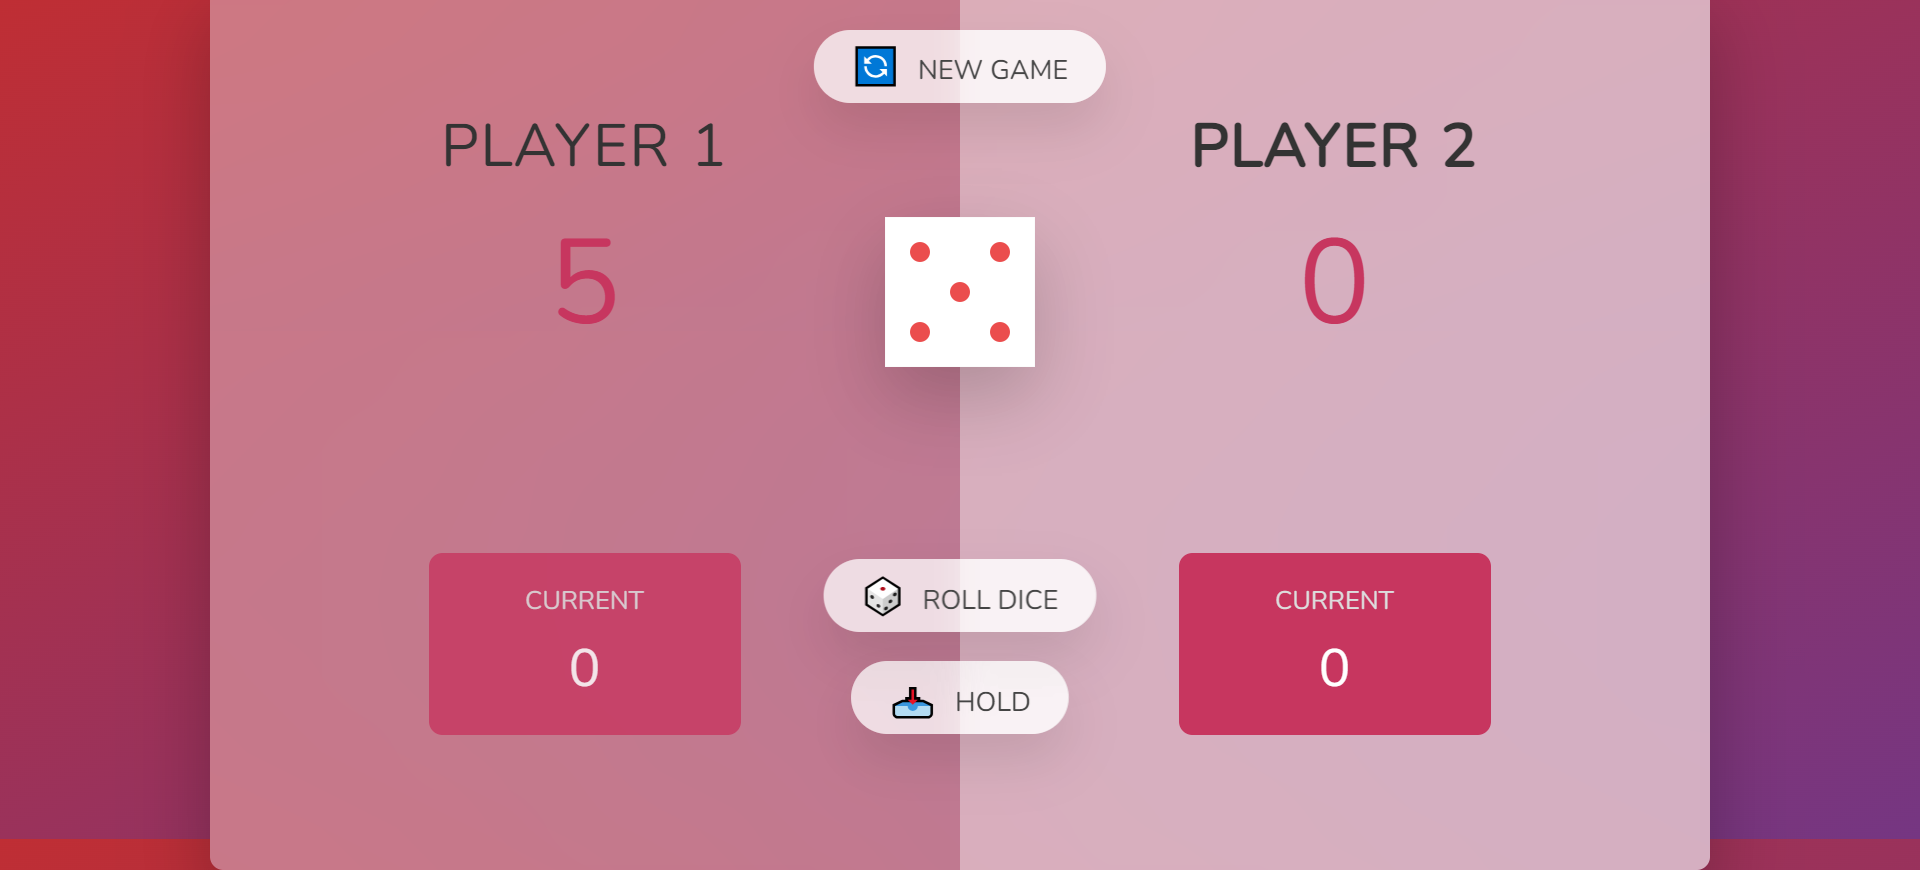 NEW GAME
PLAYER 1
PLAYER 2
5
0
CURRENT
0
ROLL DICE
HOLD
CURRENT
0